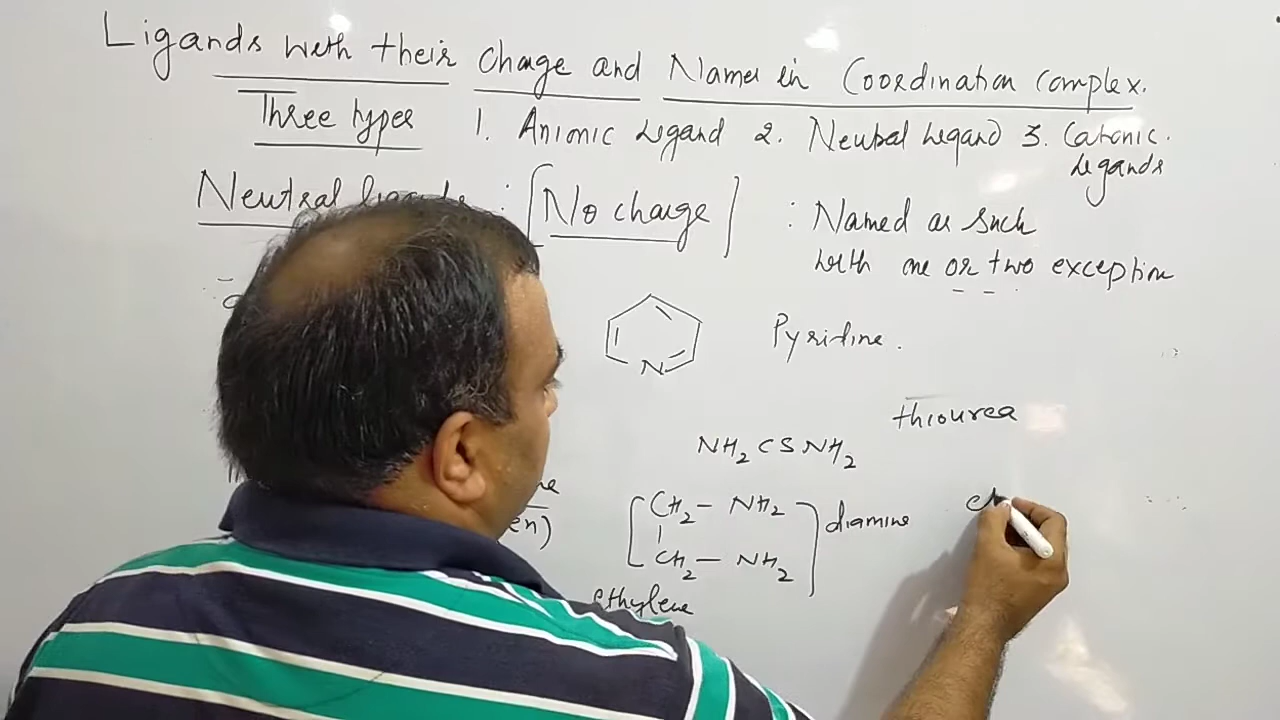 Ligands with their charge and Names in Coordination complex.
Three types 1. Anionic Ligand 2. Neutral Ligand 3. Cationic
Ligands
Neutral ligands : [No charge] : Named as such
with one or two exception
N
Pyridine.
thiourea
NH2CSNH2
en)
CH2 - NH2
diamine
CH2 - NH2
ethylene